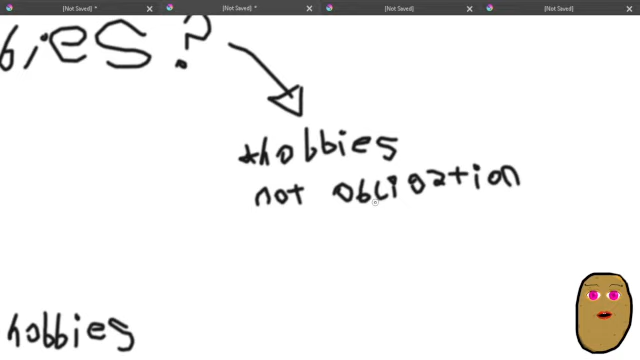 [Not Saved] *
[Not Saved] *
[Not Saved]
[Not Saved]
bies?
*hobbies
not obligation
hobbies